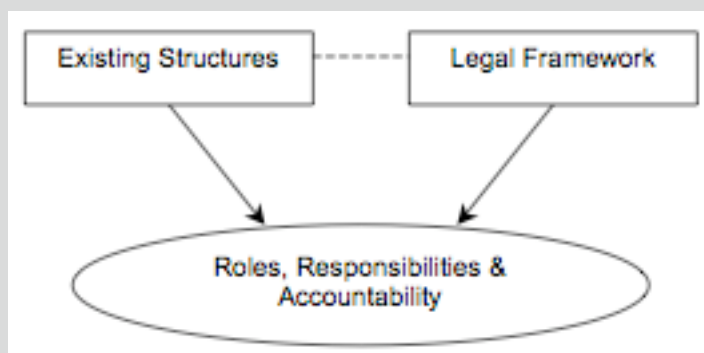 Existing Structures
Legal Framework
Roles, Responsibilities &
Accountability